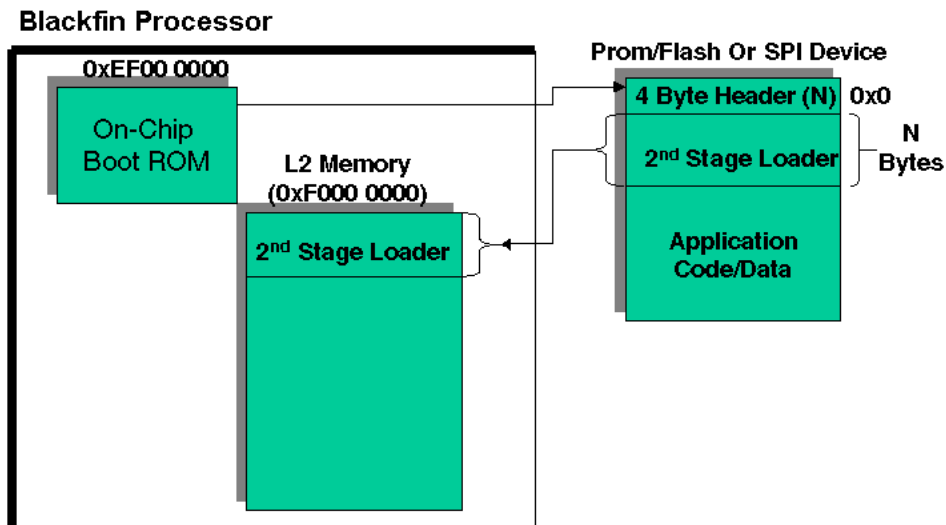 Blackfin Processor
0xEF00 0000
On-Chip
Boot ROM
L2 Memory
(0xF000 0000)
2nd Stage Loader
Prom/Flash Or SPI Device
4 Byte Header (N)
0x0
2nd Stage Loader
N
Bytes
Application
Code/Data